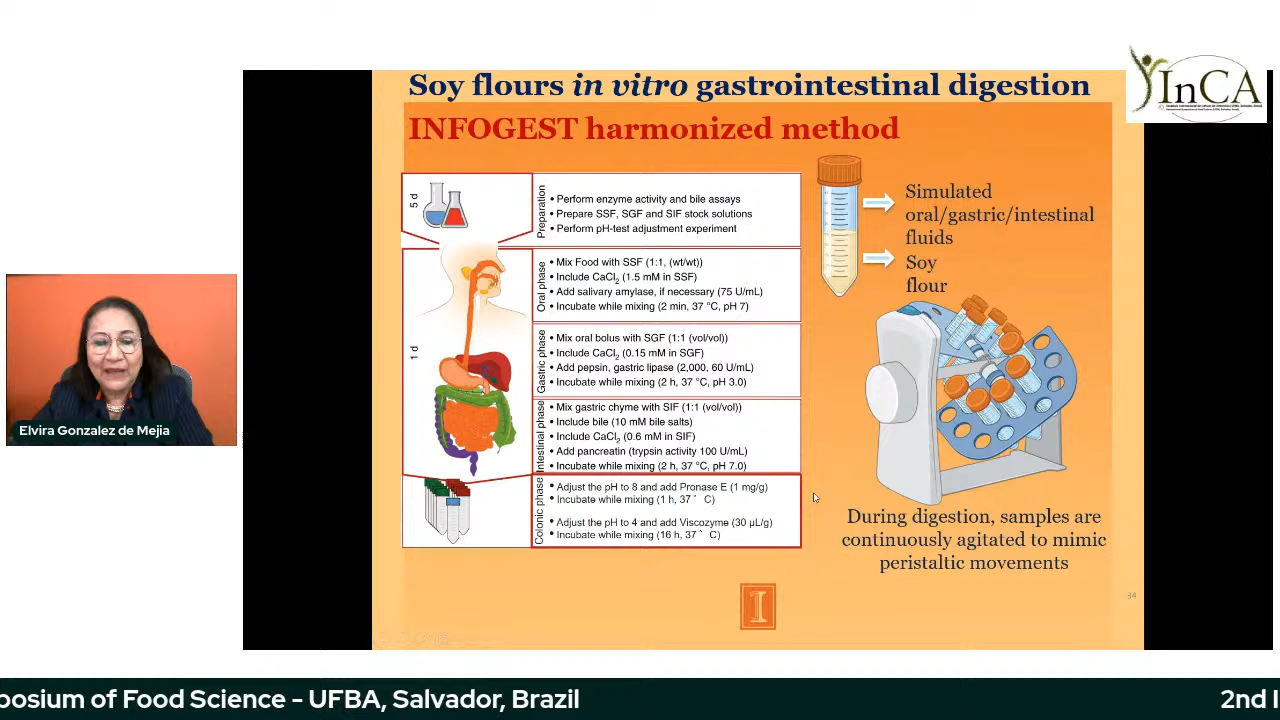 Soy flours in vitro gastrointestinal digestion
INFOGEST harmonized method
InCA
5 d
Preparation
• Perform enzyme activity and bile assays
• Prepare SSF, SGF and SIF stock solutions
• Perform pH-test adjustment experiment
1 d
Oral phase
• Mix Food with SSF (1:1, (wt/wt))
• Include CaCl2 (1.5 mM in SSF)
• Add salivary amylase, if necessary (75 U/mL)
• Incubate while mixing (2 min, 37 °C, pH 7)
Gastric phase
• Mix oral bolus with SGF (1:1 (vol/vol))
• Include CaCl2 (0.15 mM in SGF)
• Add pepsin, gastric lipase (2,000, 60 U/mL)
• Incubate while mixing (2 h, 37 °C, pH 3.0)
Intestinal phase
• Mix gastric chyme with SIF (1:1 (vol/vol))
• Include bile (10 mM bile salts)
• Include CaCl2 (0.6 mM in SIF)
• Add pancreatin (trypsin activity 100 U/mL)
• Incubate while mixing (2 h, 37 °C, pH 7.0)
Colonic phase
• Adjust the pH to 8 and add Pronase E (1 mg/g)
• Incubate while mixing (1 h, 37 ° C)
• Adjust the pH to 4 and add Viscozyme (30 µL/g)
• Incubate while mixing (16 h, 37 ° C)
Simulated
oral/gastric/intestinal
fluids
Soy
flour
During digestion, samples are
continuously agitated to mimic
peristaltic movements
I
34
Elvira Gonzalez de Mejia
posium of Food Science - UFBA, Salvador, Brazil
2nd I